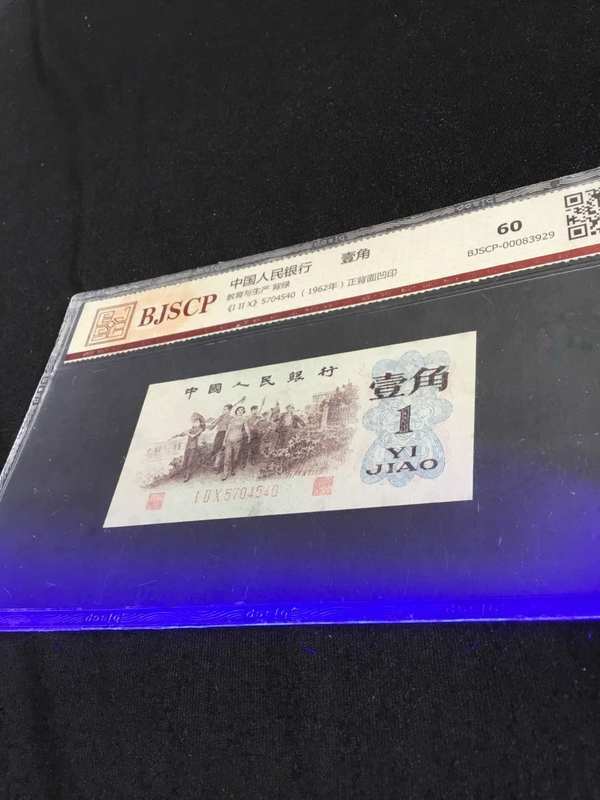 60
BJSCP-00083929
中国人民银行 壹角
教育与生产 背绿
《I II X》5704540 （1962年）正背面凹印
BJSCP
中國人民銀行
壹角
1
YI
JIAO
I II X 5704540